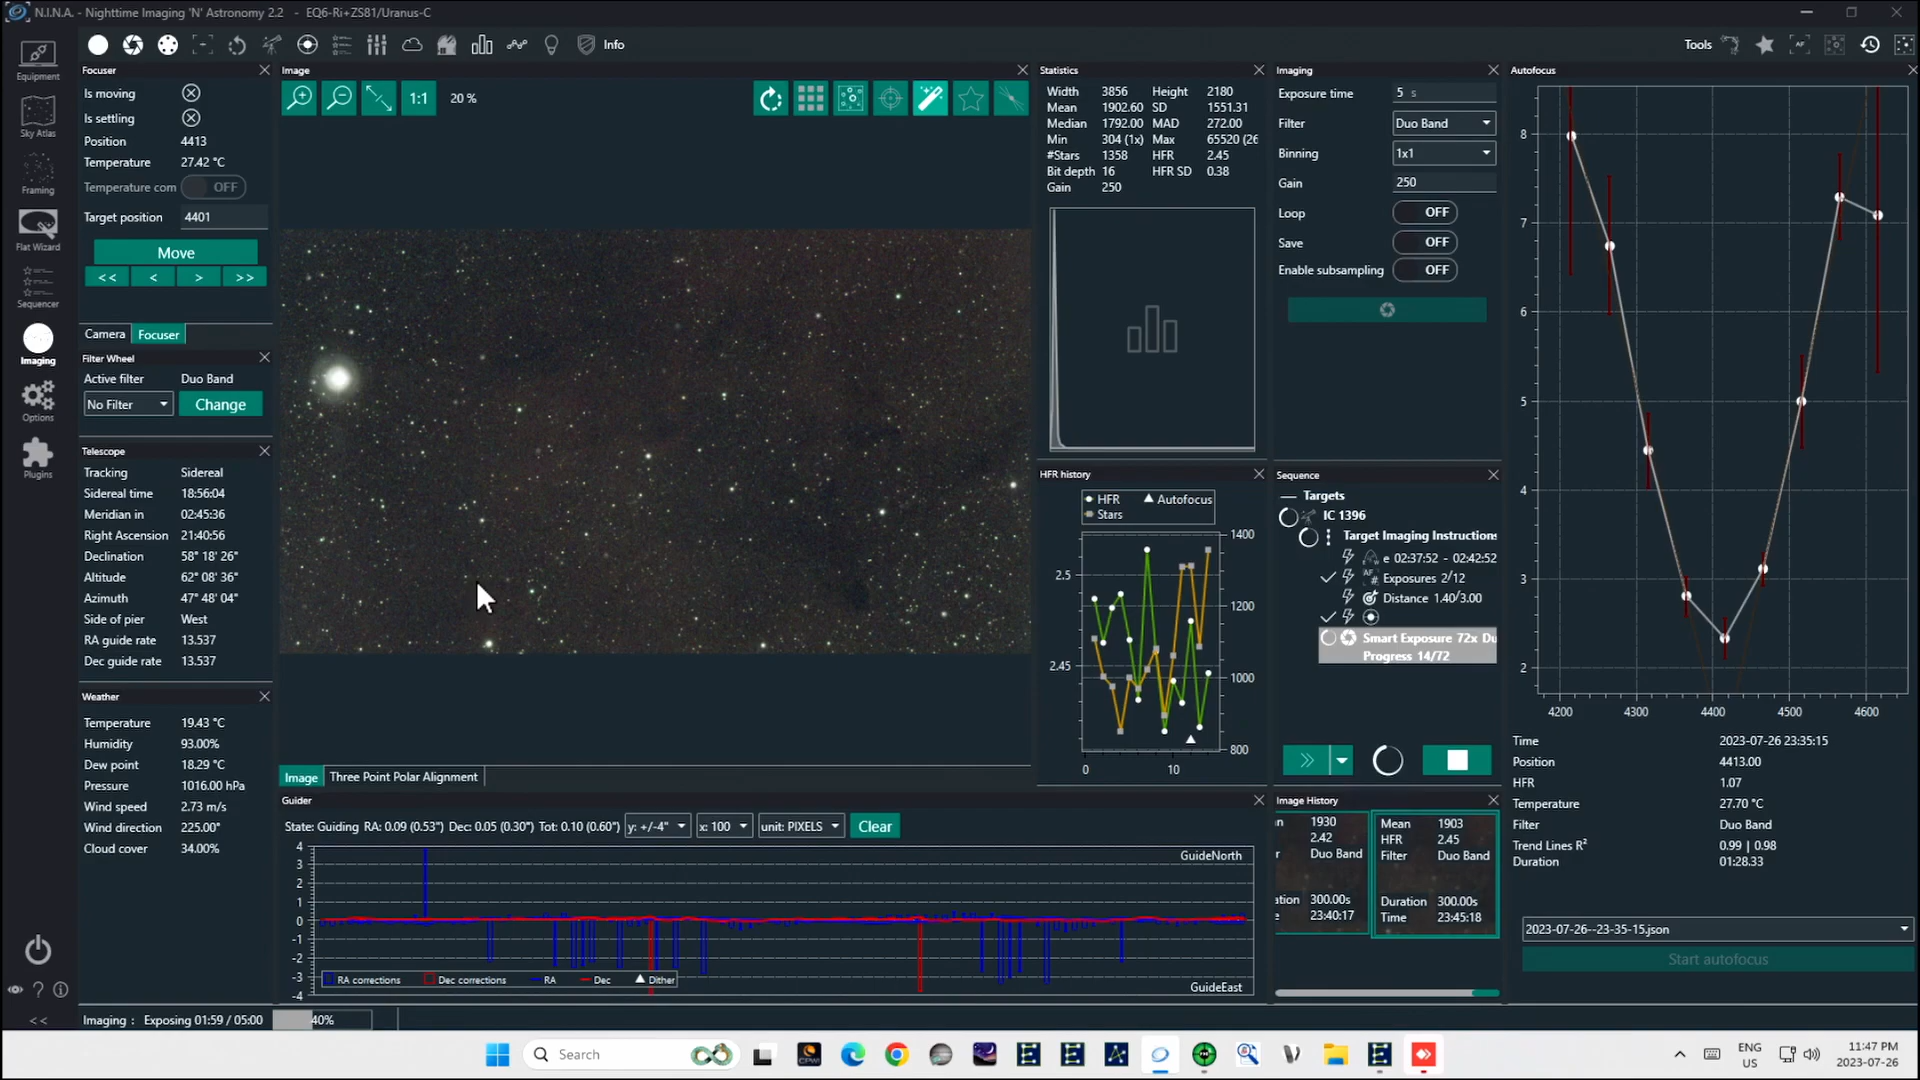 N.I.N.A. - Nighttime Imaging 'N' Astronomy 2.2 - EQ6-Ri+ZS81/Uranus-C
Equipment
Sky Atlas
Framing
Flat Wizard
Sequencer
Imaging
Options
Plugins
Info
Tools
AF
Focuser
Is moving
Is settling
Position 4413
Temperature 27.42 °C
Temperature com OFF
Target position 4401
Move
<< < > >>
Camera Focuser
Filter Wheel
Active filter Duo Band
No Filter Change
Telescope
Tracking Sidereal
Sidereal time 18:56:04
Meridian in 02:45:36
Right Ascension 21:40:56
Declination 58° 18' 26"
Altitude 62° 08' 36"
Azimuth 47° 48' 04"
Side of pier West
RA guide rate 13.537
Dec guide rate 13.537
Weather
Temperature 19.43 °C
Humidity 93.00%
Dew point 18.29 °C
Pressure 1016.00 hPa
Wind speed 2.73 m/s
Wind direction 225.00°
Cloud cover 34.00%
Image
1:1 20 %
Image Three Point Polar Alignment
Statistics
Width 3856 Height 2180
Mean 1902.60 SD 1551.31
Median 1792.00 MAD 272.00
Min 304 (1x) Max 65520 (26
#Stars 1358 HFR 2.45
Bit depth 16 HFR SD 0.38
Gain 250
HFR history
HFR Autofocus
Stars
1400
2.5
1200
2.45
1000
800
0 10
Imaging
Exposure time 5 s
Filter Duo Band
Binning 1x1
Gain 250
Loop OFF
Save OFF
Enable subsampling OFF
Sequence
Targets
IC 1396
Target Imaging Instructions
e 02:37:52 - 02:42:52
AF # Exposures 2/12
Distance 1.40/3.00
Smart Exposure 72x Du
Progress 14/72
Autofocus
8
7
6
5
4
3
2
4200 4300 4400 4500 4600
Time 2023-07-26 23:35:15
Position 4413.00
HFR 1.07
Temperature 27.70 °C
Filter Duo Band
Trend Lines R² 0.99 | 0.98
Duration 01:28.33
2023-07-26--23-35-15.json
Start autofocus
Guider
State: Guiding RA: 0.09 (0.53") Dec: 0.05 (0.30") Tot: 0.10 (0.60") y: +/-4" x: 100 unit: PIXELS Clear
4
3
2
1
0
-1
-2
-3
-4
GuideNorth
GuideEast
RA corrections Dec corrections RA Dec Dither
Image History
n 1930
2.42
r Duo Band
ation 300.00s
e 23:40:17
Mean 1903
HFR 2.45
Filter Duo Band
Duration 300.00s
Time 23:45:18
<<
Imaging : Exposing 01:59 / 05:00 40%
Search
CPWI
ENG
US
11:47 PM
2023-07-26